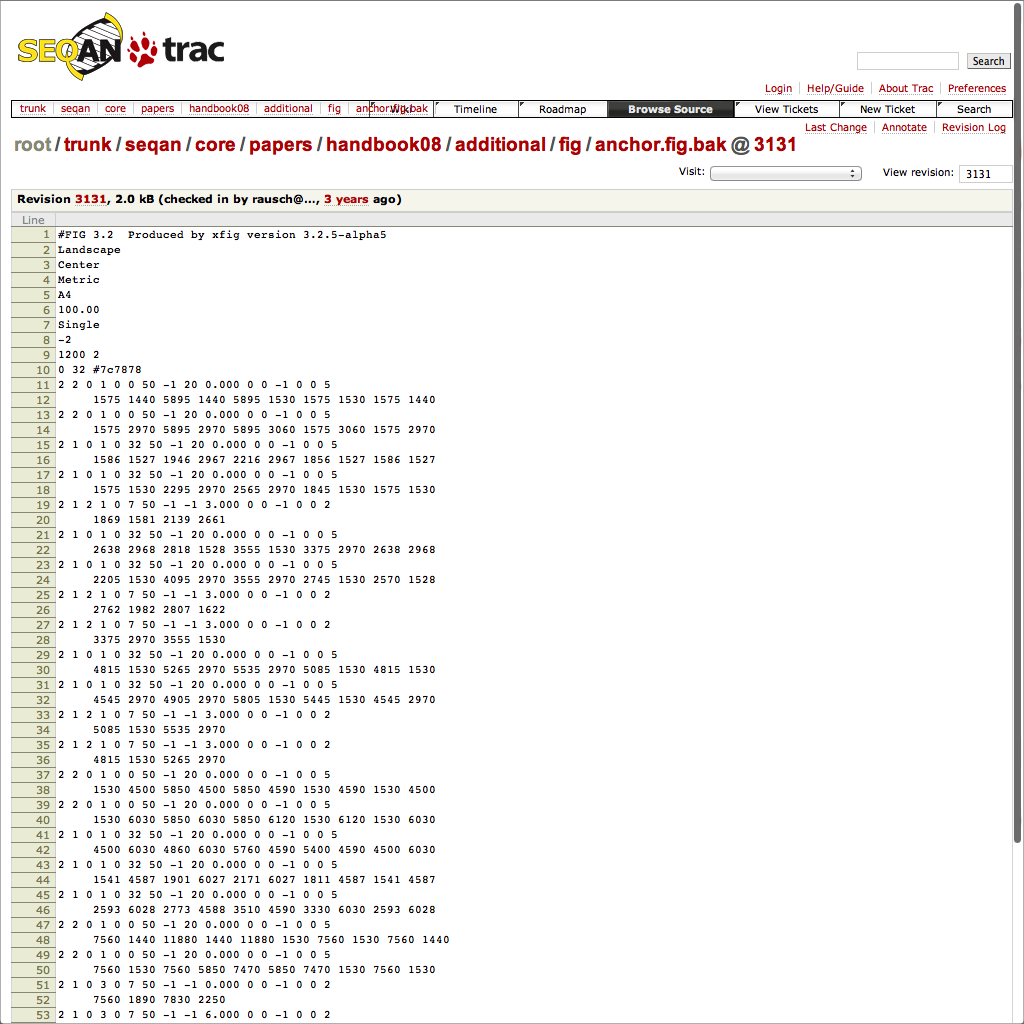 SEQAN trac
Search
Login Help/Guide About Trac Preferences
trunk seqan core papers handbook08 additional fig anchor.fig.bak Wiki Timeline Roadmap Browse Source View Tickets New Ticket Search
Last Change Annotate Revision Log
root/trunk/seqan/core/papers/handbook08/additional/fig/anchor.fig.bak @ 3131
Visit: View revision: 3131
Revision 3131, 2.0 kB (checked in by rausch@…, 3 years ago)
Line
1 #FIG 3.2  Produced by xfig version 3.2.5-alpha5
2 Landscape
3 Center
4 Metric
5 A4
6 100.00
7 Single
8 -2
9 1200 2
10 0 32 #7c7878
11 2 2 0 1 0 0 50 -1 20 0.000 0 0 -1 0 0 5
12 1575 1440 5895 1440 5895 1530 1575 1530 1575 1440
13 2 2 0 1 0 0 50 -1 20 0.000 0 0 -1 0 0 5
14 1575 2970 5895 2970 5895 3060 1575 3060 1575 2970
15 2 1 0 1 0 32 50 -1 20 0.000 0 0 -1 0 0 5
16 1586 1527 1946 2967 2216 2967 1856 1527 1586 1527
17 2 1 0 1 0 32 50 -1 20 0.000 0 0 -1 0 0 5
18 1575 1530 2295 2970 2565 2970 1845 1530 1575 1530
19 2 1 2 1 0 7 50 -1 -1 3.000 0 0 -1 0 0 2
20 1869 1581 2139 2661
21 2 1 0 1 0 32 50 -1 20 0.000 0 0 -1 0 0 5
22 2638 2968 2818 1528 3555 1530 3375 2970 2638 2968
23 2 1 0 1 0 32 50 -1 20 0.000 0 0 -1 0 0 5
24 2205 1530 4095 2970 3555 2970 2745 1530 2570 1528
25 2 1 2 1 0 7 50 -1 -1 3.000 0 0 -1 0 0 2
26 2762 1982 2807 1622
27 2 1 2 1 0 7 50 -1 -1 3.000 0 0 -1 0 0 2
28 3375 2970 3555 1530
29 2 1 0 1 0 32 50 -1 20 0.000 0 0 -1 0 0 5
30 4815 1530 5265 2970 5535 2970 5085 1530 4815 1530
31 2 1 0 1 0 32 50 -1 20 0.000 0 0 -1 0 0 5
32 4545 2970 4905 2970 5805 1530 5445 1530 4545 2970
33 2 1 2 1 0 7 50 -1 -1 3.000 0 0 -1 0 0 2
34 5085 1530 5535 2970
35 2 1 2 1 0 7 50 -1 -1 3.000 0 0 -1 0 0 2
36 4815 1530 5265 2970
37 2 2 0 1 0 0 50 -1 20 0.000 0 0 -1 0 0 5
38 1530 4500 5850 4500 5850 4590 1530 4590 1530 4500
39 2 2 0 1 0 0 50 -1 20 0.000 0 0 -1 0 0 5
40 1530 6030 5850 6030 5850 6120 1530 6120 1530 6030
41 2 1 0 1 0 32 50 -1 20 0.000 0 0 -1 0 0 5
42 4500 6030 4860 6030 5760 4590 5400 4590 4500 6030
43 2 1 0 1 0 32 50 -1 20 0.000 0 0 -1 0 0 5
44 1541 4587 1901 6027 2171 6027 1811 4587 1541 4587
45 2 1 0 1 0 32 50 -1 20 0.000 0 0 -1 0 0 5
46 2593 6028 2773 4588 3510 4590 3330 6030 2593 6028
47 2 2 0 1 0 0 50 -1 20 0.000 0 0 -1 0 0 5
48 7560 1440 11880 1440 11880 1530 7560 1530 7560 1440
49 2 2 0 1 0 0 50 -1 20 0.000 0 0 -1 0 0 5
50 7560 1530 7560 5850 7470 5850 7470 1530 7560 1530
51 2 1 0 3 0 7 50 -1 -1 0.000 0 0 -1 0 0 2
52 7560 1890 7830 2250
53 2 1 0 3 0 7 50 -1 -1 6.000 0 0 -1 0 0 2